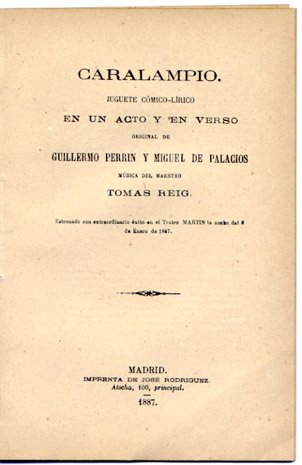 CARALAMPIO.
JUGUETE CÓMICO-LÍRICO
EN UN ACTO Y EN VERSO
ORIGINAL DE
GUILLERMO PERRIN Y MIGUEL DE PALACIOS
MÚSICA DEL MAESTRO
TOMAS REIG.
Estrenado con extraordinario éxito en el Teatro MARTIN la noche del 8
de Enero de 1887.
MADRID.
IMPRENTA DE JOSÉ RODRIGUEZ.
Atocha, 100, principal.
1887.